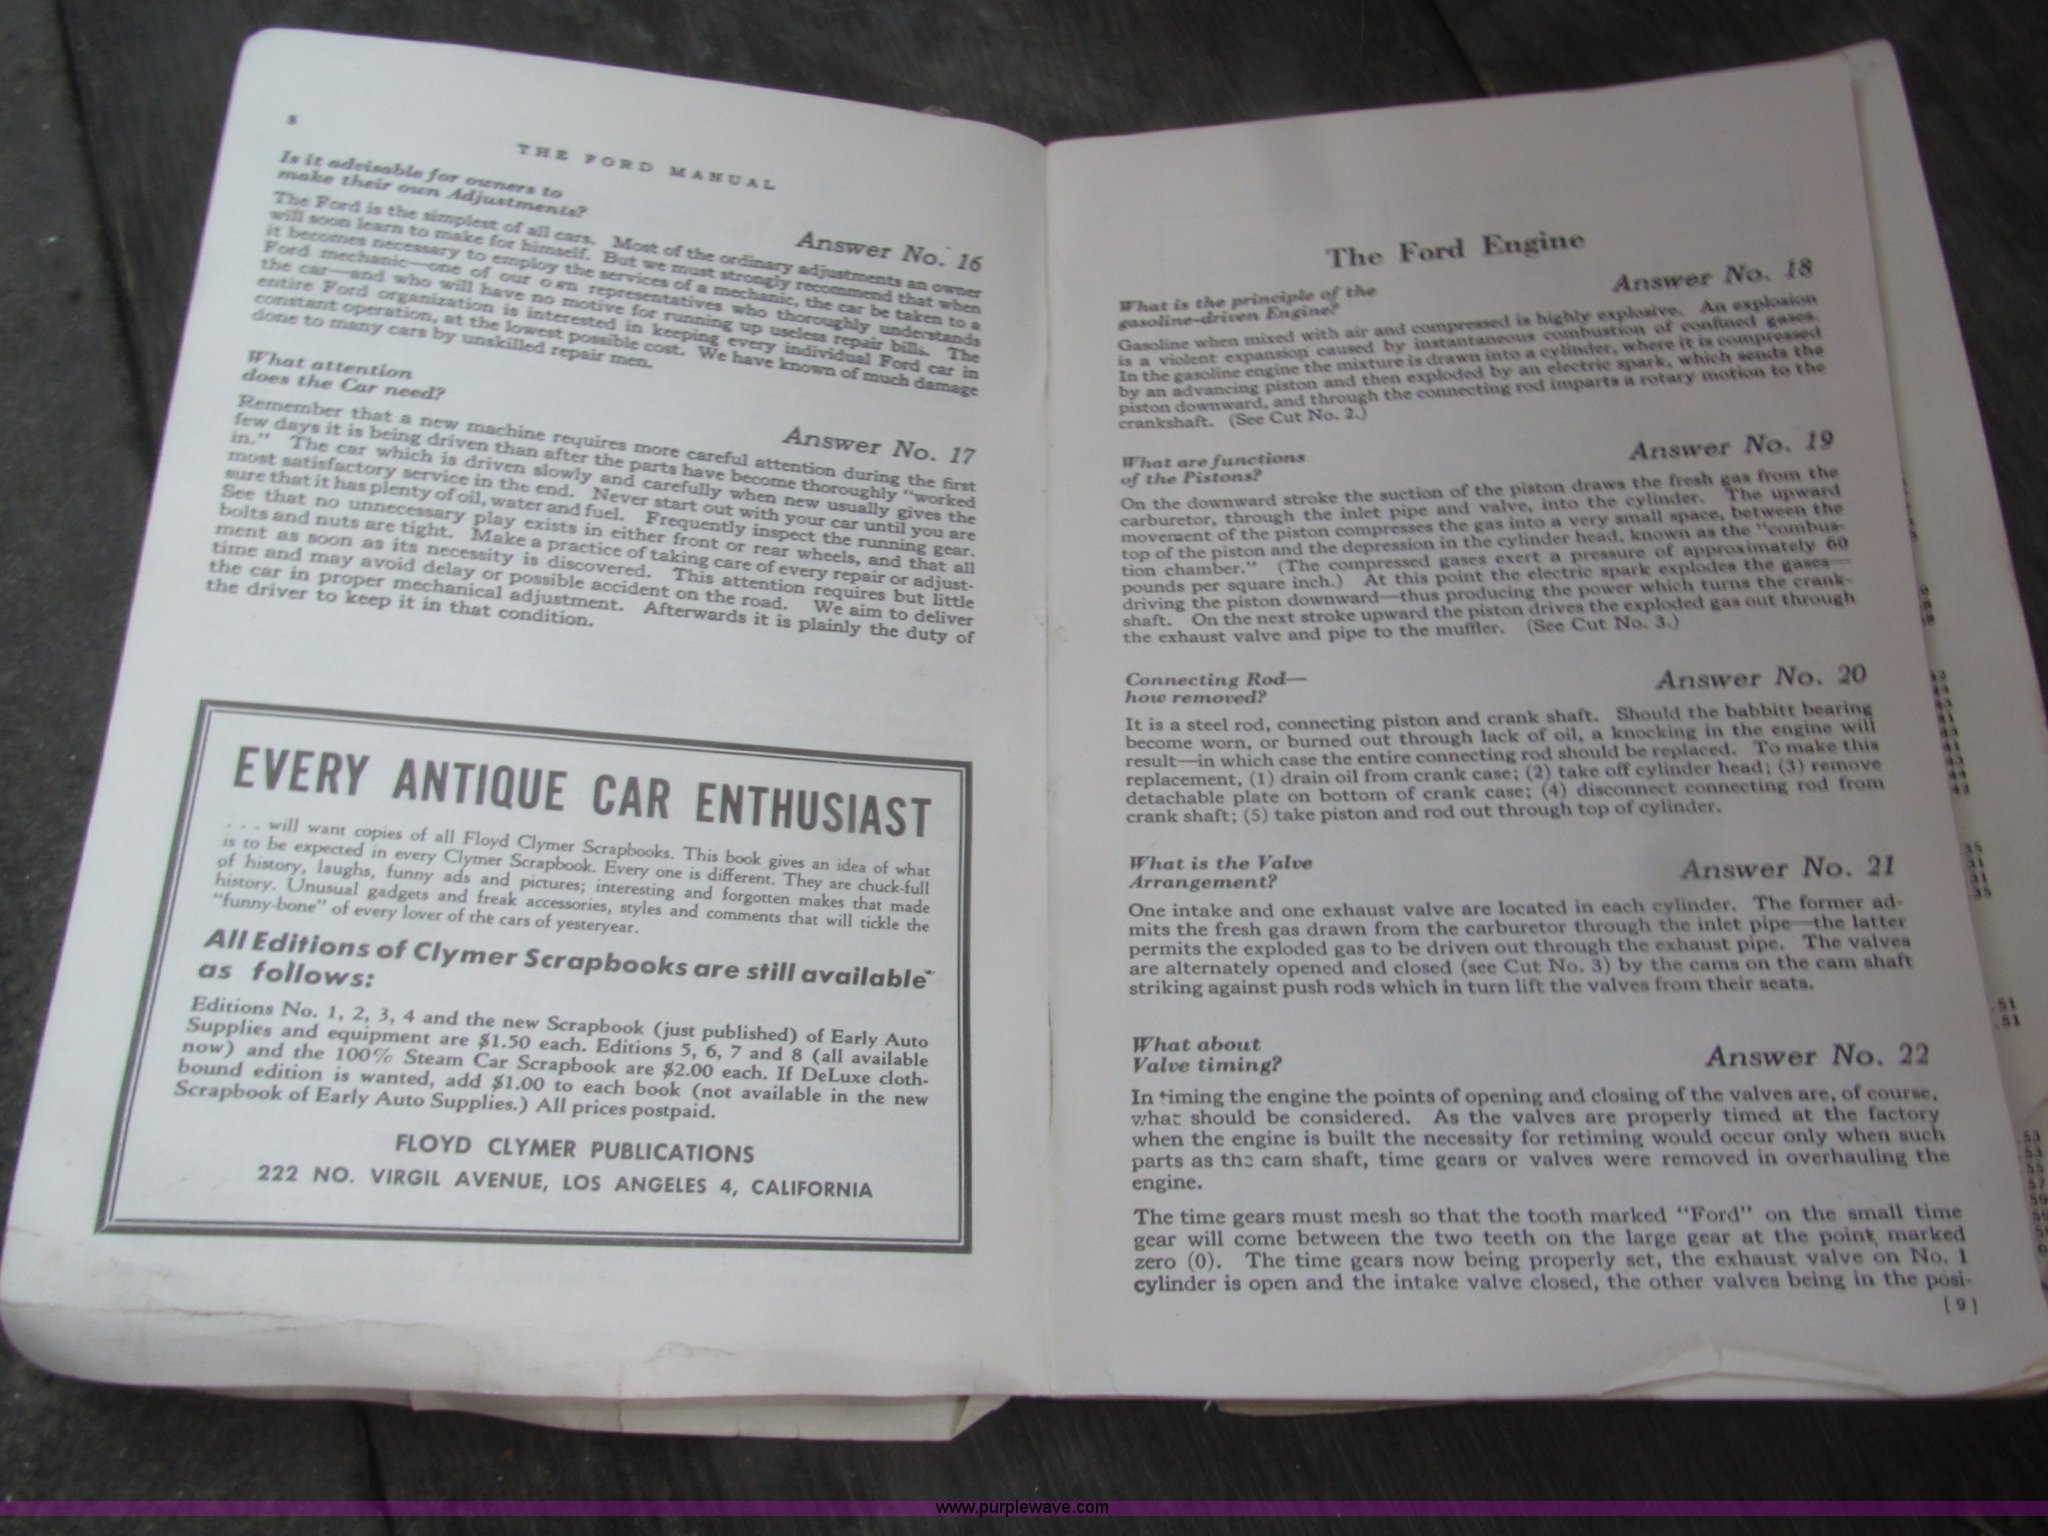 8
THE FORD MANUAL
Is it advisable for owners to
make their own Adjustments?
Answer No. 16
The Ford is the simplest of all cars. Most of the ordinary adjustments an owner
will soon learn to make for himself. But we must strongly recommend that when
it becomes necessary to employ the services of a mechanic, the car be taken to a
Ford mechanic—one of our own representatives who thoroughly understands
the car—and who will have no motive for running up useless repair bills. The
entire Ford organization is interested in keeping every individual Ford car in
constant operation, at the lowest possible cost. We have known of much damage
done to many cars by unskilled repair men.
What attention
does the Car need?
Answer No. 17
Remember that a new machine requires more careful attention during the first
few days it is being driven than after the parts have become thoroughly "worked
in." The car which is driven slowly and carefully when new usually gives the
most satisfactory service in the end. Never start out with your car until you are
sure that it has plenty of oil, water and fuel. Frequently inspect the running gear.
See that no unnecessary play exists in either front or rear wheels, and that all
bolts and nuts are tight. Make a practice of taking care of every repair or adjust-
ment as soon as its necessity is discovered. This attention requires but little
time and may avoid delay or possible accident on the road. We aim to deliver
the car in proper mechanical adjustment. Afterwards it is plainly the duty of
the driver to keep it in that condition.
EVERY ANTIQUE CAR ENTHUSIAST
. . . will want copies of all Floyd Clymer Scrapbooks. This book gives an idea of what
is to be expected in every Clymer Scrapbook. Every one is different. They are chuck-full
of history, laughs, funny ads and pictures; interesting and forgotten makes that made
history. Unusual gadgets and freak accessories, styles and comments that will tickle the
"funny-bone" of every lover of the cars of yesteryear.
All Editions of Clymer Scrapbooks are still available
as follows:
Editions No. 1, 2, 3, 4 and the new Scrapbook (just published) of Early Auto
Supplies and equipment are $1.50 each. Editions 5, 6, 7 and 8 (all available
now) and the 100% Steam Car Scrapbook are $2.00 each. If DeLuxe cloth-
bound edition is wanted, add $1.00 to each book (not available in the new
Scrapbook of Early Auto Supplies.) All prices postpaid.
FLOYD CLYMER PUBLICATIONS
222 NO. VIRGIL AVENUE, LOS ANGELES 4, CALIFORNIA
The Ford Engine
What is the principle of the
gasoline-driven Engine?
Answer No. 18
Gasoline when mixed with air and compressed is highly explosive. An explosion
is a violent expansion caused by instantaneous combustion of confined gases.
In the gasoline engine the mixture is drawn into a cylinder, where it is compressed
by an advancing piston and then exploded by an electric spark, which sends the
piston downward, and through the connecting rod imparts a rotary motion to the
crankshaft. (See Cut No. 2.)
What are functions
of the Pistons?
Answer No. 19
On the downward stroke the suction of the piston draws the fresh gas from the
carburetor, through the inlet pipe and valve, into the cylinder. The upward
movement of the piston compresses the gas into a very small space, between the
top of the piston and the depression in the cylinder head, known as the "combus-
tion chamber." (The compressed gases exert a pressure of approximately 60
pounds per square inch.) At this point the electric spark explodes the gases—
driving the piston downward—thus producing the power which turns the crank-
shaft. On the next stroke upward the piston drives the exploded gas out through
the exhaust valve and pipe to the muffler. (See Cut No. 3.)
Connecting Rod—
how removed?
Answer No. 20
It is a steel rod, connecting piston and crank shaft. Should the babbitt bearing
become worn, or burned out through lack of oil, a knocking in the engine will
result—in which case the entire connecting rod should be replaced. To make this
replacement, (1) drain oil from crank case; (2) take off cylinder head; (3) remove
detachable plate on bottom of crank case; (4) disconnect connecting rod from
crank shaft; (5) take piston and rod out through top of cylinder.
What is the Valve
Arrangement?
Answer No. 21
One intake and one exhaust valve are located in each cylinder. The former ad-
mits the fresh gas drawn from the carburetor through the inlet pipe—the latter
permits the exploded gas to be driven out through the exhaust pipe. The valves
are alternately opened and closed (see Cut No. 3) by the cams on the cam shaft
striking against push rods which in turn lift the valves from their seats.
What about
Valve timing?
Answer No. 22
In timing the engine the points of opening and closing of the valves are, of course,
what should be considered. As the valves are properly timed at the factory
when the engine is built the necessity for retiming would occur only when such
parts as the cam shaft, time gears or valves were removed in overhauling the
engine.
The time gears must mesh so that the tooth marked "Ford" on the small time
gear will come between the two teeth on the large gear at the point marked
zero (0). The time gears now being properly set, the exhaust valve on No. 1
cylinder is open and the intake valve closed, the other valves being in the posi-
[9]
51
51
53
53
55
57
www.purplewave.com